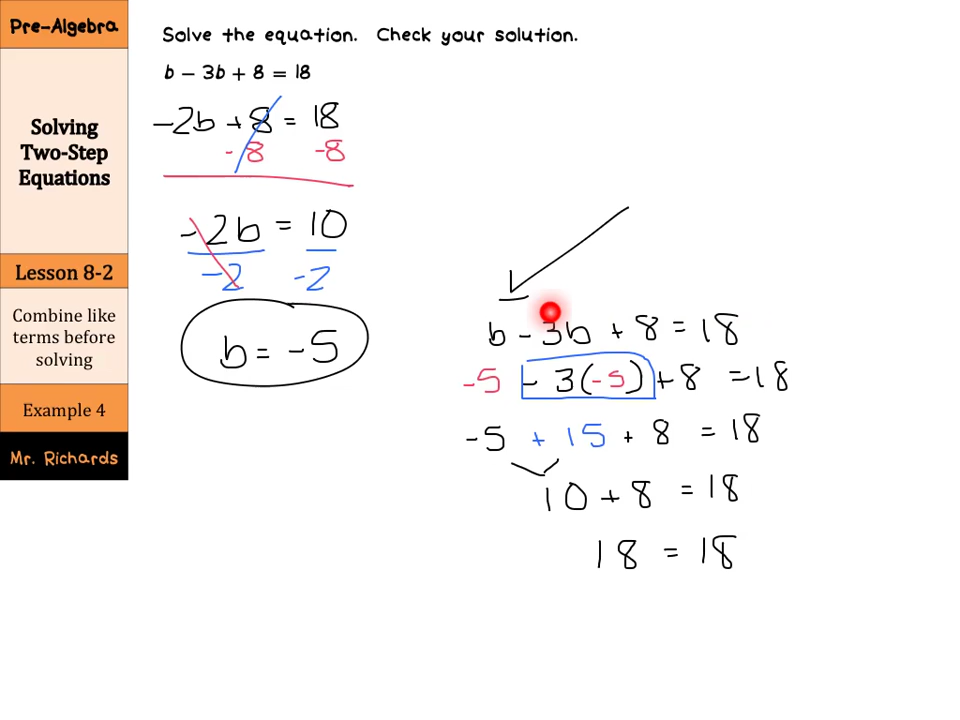 Pre-Algebra
Solving
Two-Step
Equations
Lesson 8-2
Combine like
terms before
solving
Example 4
Mr. Richards
Solve the equation. Check your solution.
b − 3b + 8 = 18
-2b + 8 = 18
-8 -8
-2b = 10
-2 -2
b = -5
b - 3b + 8 = 18
-5 - 3(-5) + 8 = 18
-5 + 15 + 8 = 18
10 + 8 = 18
18 = 18